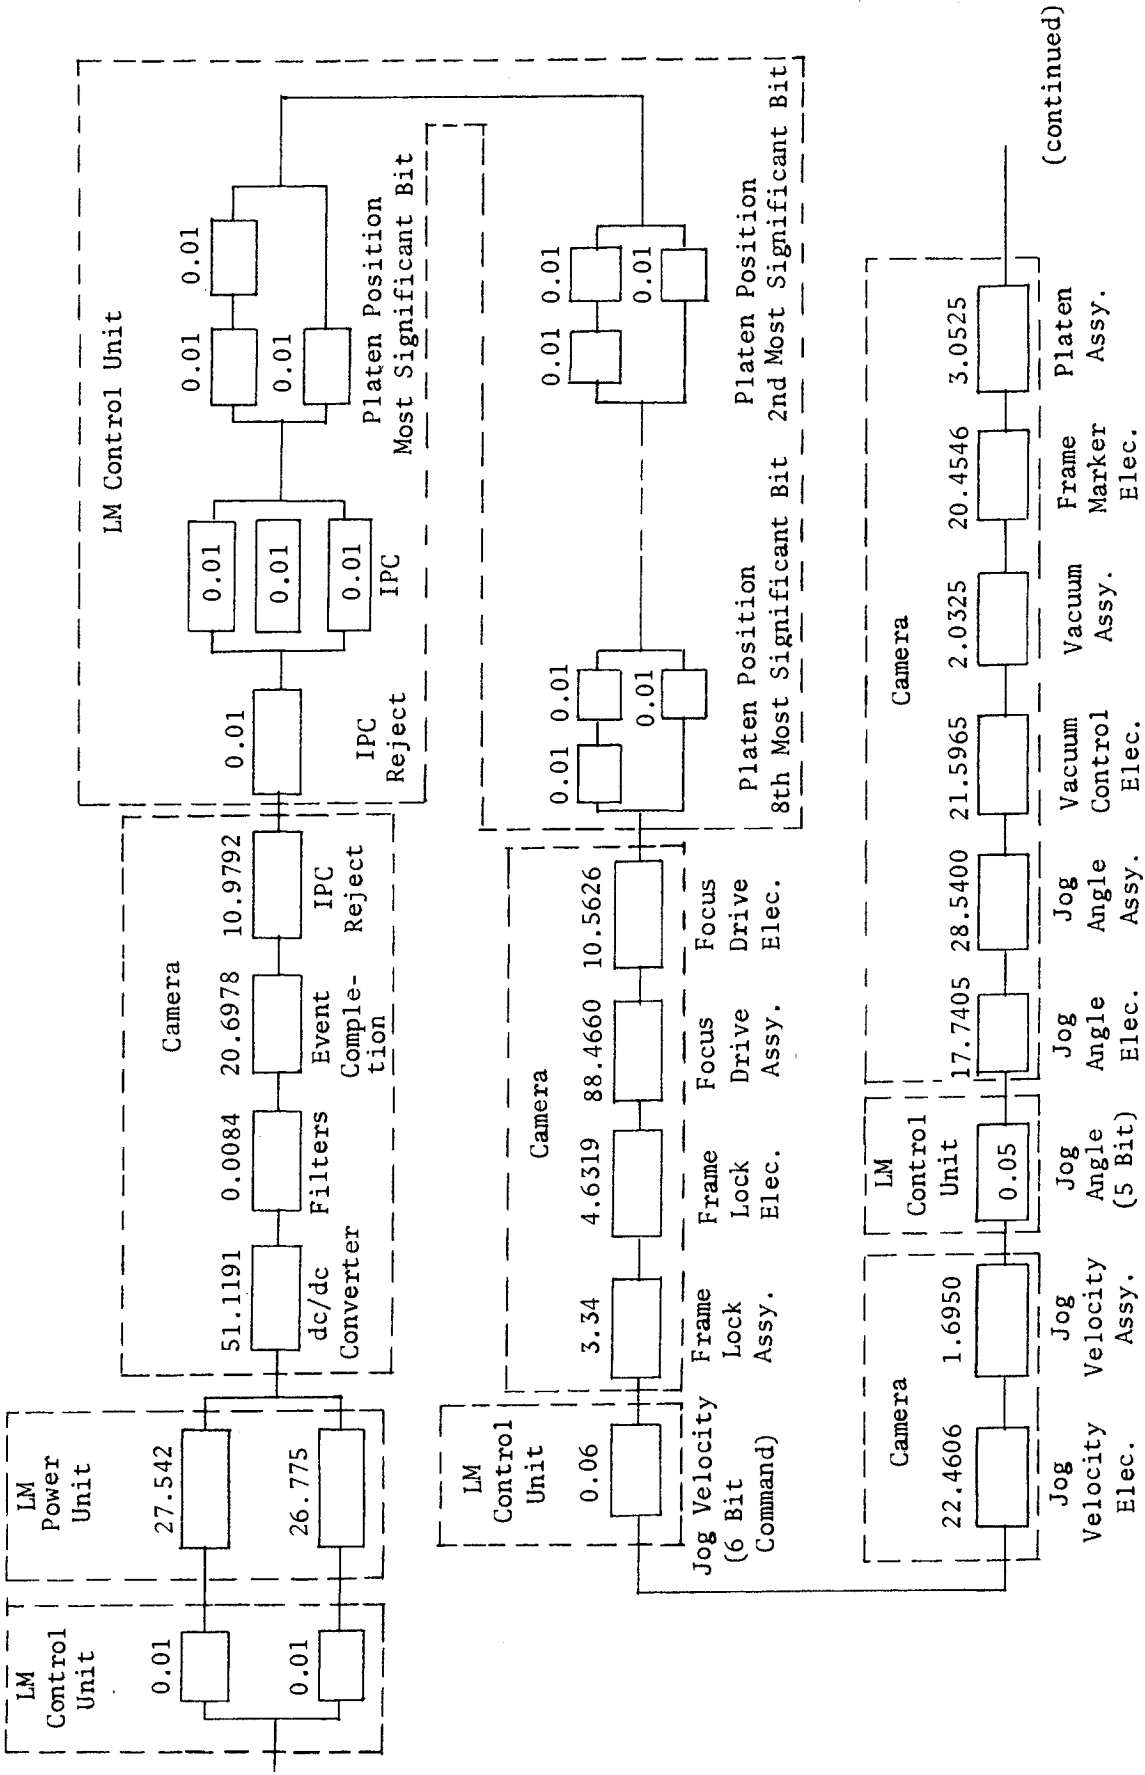 LM
Control
Unit
0.01
0.01
LM
Power
Unit
27.542
26.775
Camera
51.1191
dc/dc
Converter
0.0084
Filters
20.6978
Event
Comple-
tion
10.9792
IPC
Reject
LM Control Unit
0.01
IPC
Reject
0.01
0.01
0.01
IPC
0.01
0.01
0.01
Platen Position
Most Significant Bit
LM
Control
Unit
0.06
Jog Velocity
(6 Bit
Command)
Camera
3.34
Frame
Lock
Assy.
4.6319
Frame
Lock
Elec.
88.4660
Focus
Drive
Assy.
10.5626
Focus
Drive
Elec.
0.01
0.01
0.01
Platen Position
8th Most Significant Bit
0.01
0.01
0.01
Platen Position
2nd Most Significant Bit
Camera
22.4606
Jog
Velocity
Elec.
1.6950
Jog
Velocity
Assy.
LM
Control
Unit
0.05
Jog
Angle
(5 Bit)
Camera
17.7405
Jog
Angle
Elec.
28.5400
Jog
Angle
Assy.
21.5965
Vacuum
Control
Elec.
2.0325
Vacuum
Assy.
20.4546
Frame
Marker
Elec.
3.0525
Platen
Assy.
(continued)